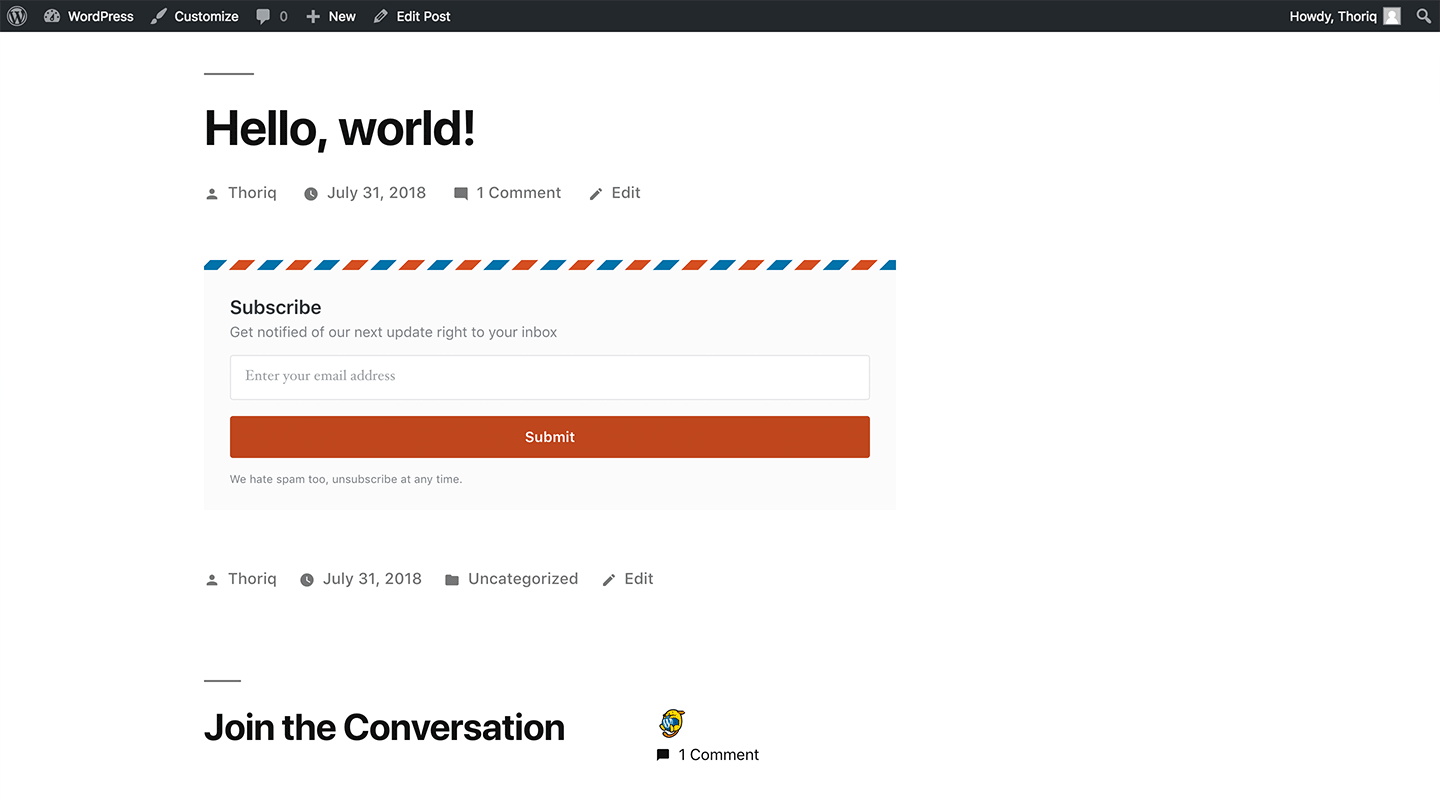 WordPress Customize 0 New Edit Post Howdy, Thoriq
Hello, world!
Thoriq July 31, 2018 1 Comment Edit
Subscribe
Get notified of our next update right to your inbox
Enter your email address
Submit
We hate spam too, unsubscribe at any time.
Thoriq July 31, 2018 Uncategorized Edit
Join the Conversation
1 Comment